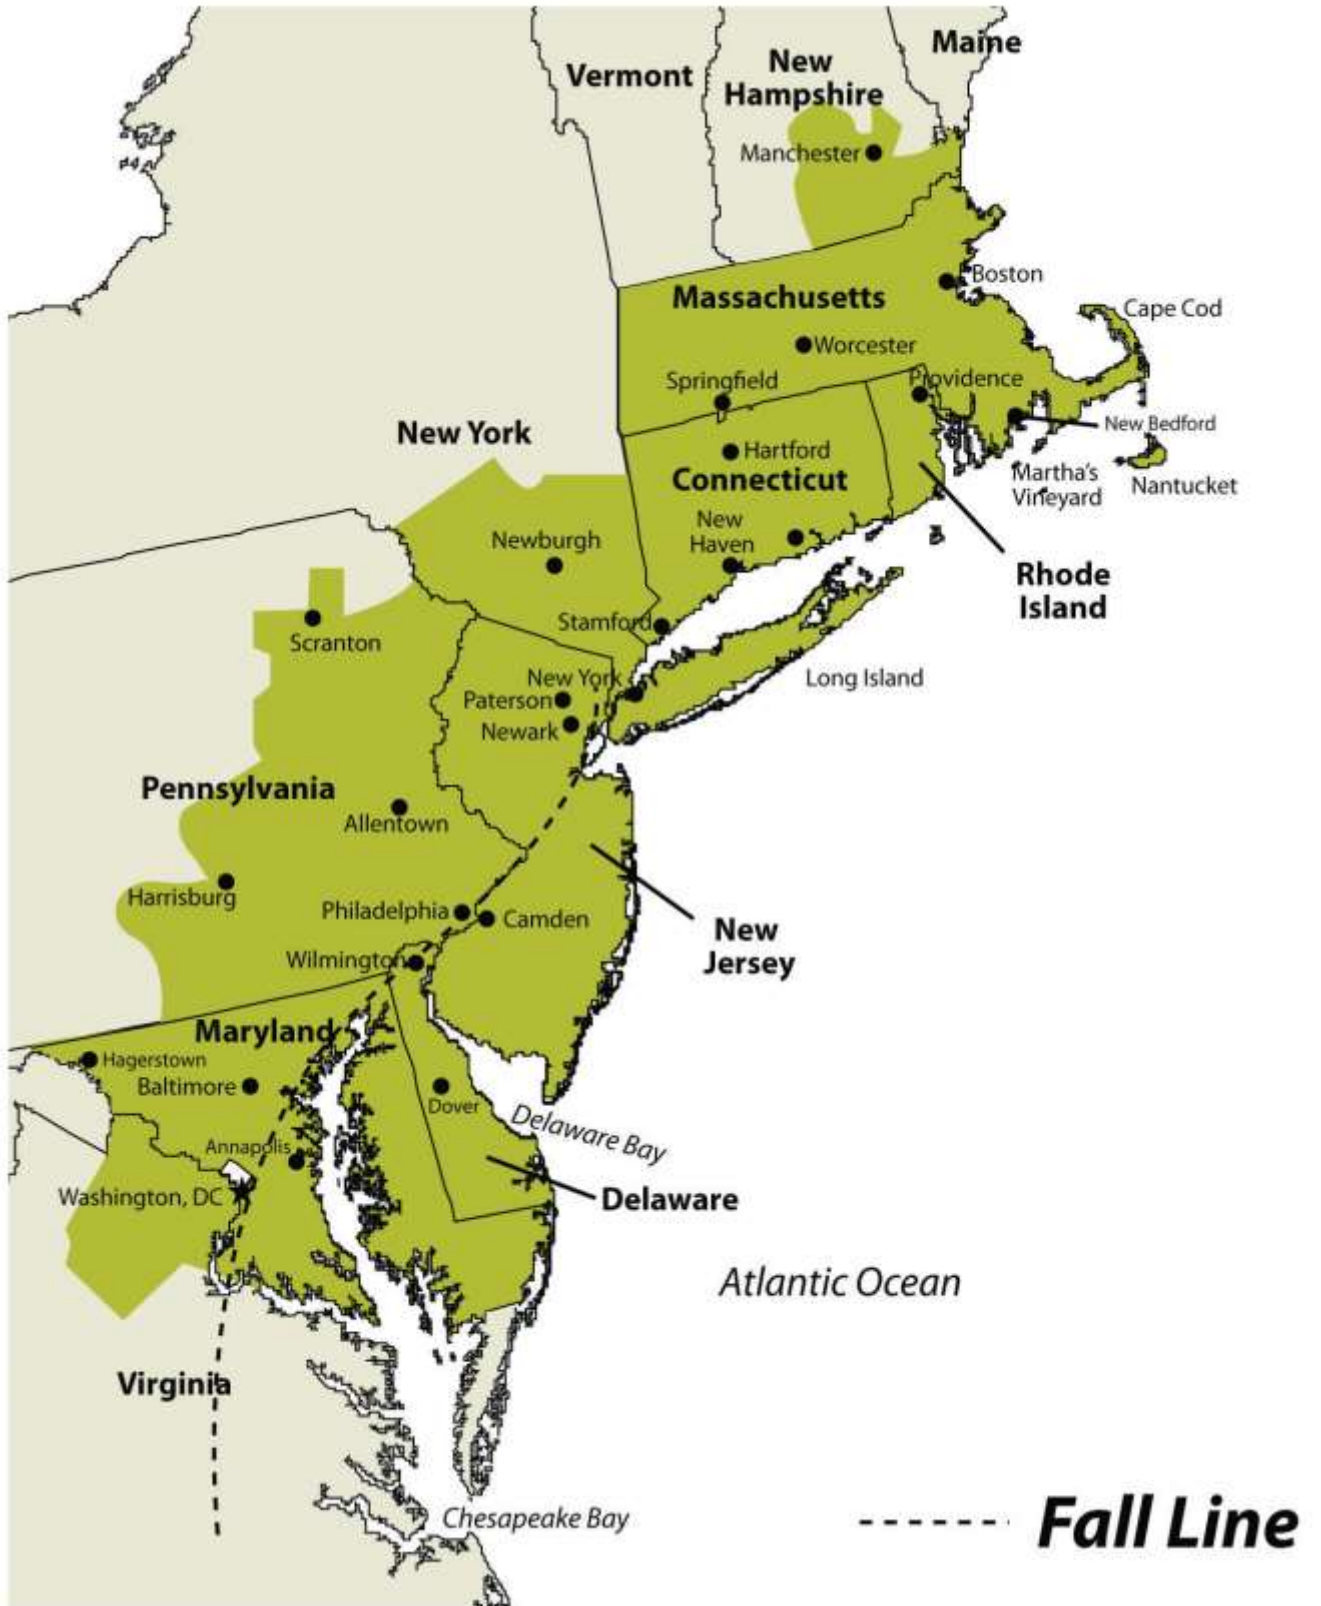 Maine
Vermont
New
Hampshire
Manchester
Boston
Massachusetts
Cape Cod
Worcester
Springfield
Providence
New Bedford
New York
Hartford
Connecticut
Martha's
Vineyard
Nantucket
New
Haven
Newburgh
Rhode
Island
Stamford
Scranton
New York
Long Island
Paterson
Newark
Pennsylvania
Allentown
Harrisburg
Philadelphia
Camden
New
Jersey
Wilmington
Maryland
Hagerstown
Baltimore
Dover
Delaware Bay
Annapolis
Washington, DC
Delaware
Atlantic Ocean
Virginia
Chesapeake Bay
Fall Line